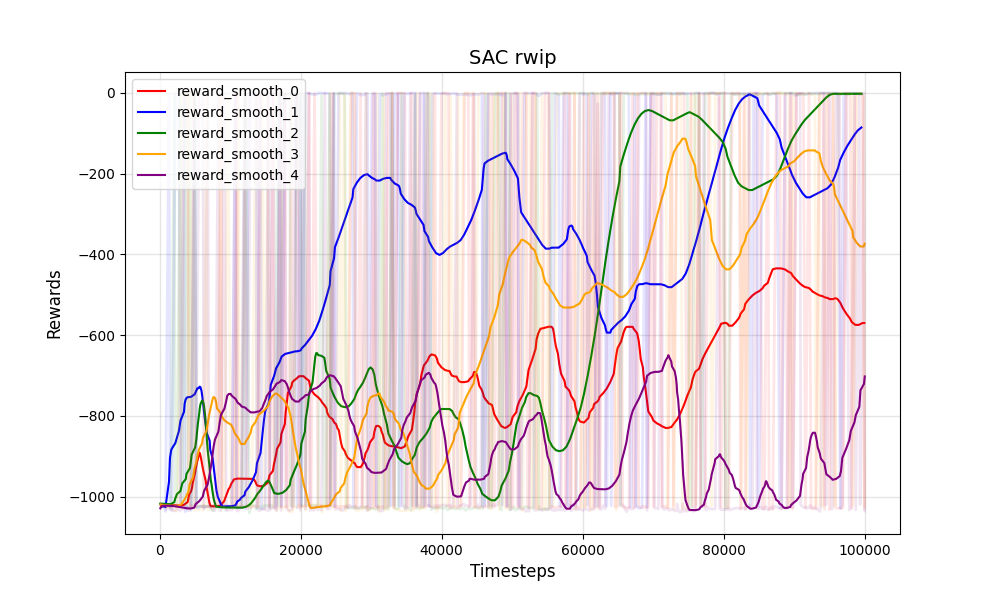 SAC rwip
reward_smooth_0
reward_smooth_1
reward_smooth_2
reward_smooth_3
reward_smooth_4
Rewards
0
−200
−400
−600
−800
−1000
0 20000 40000 60000 80000 100000
Timesteps